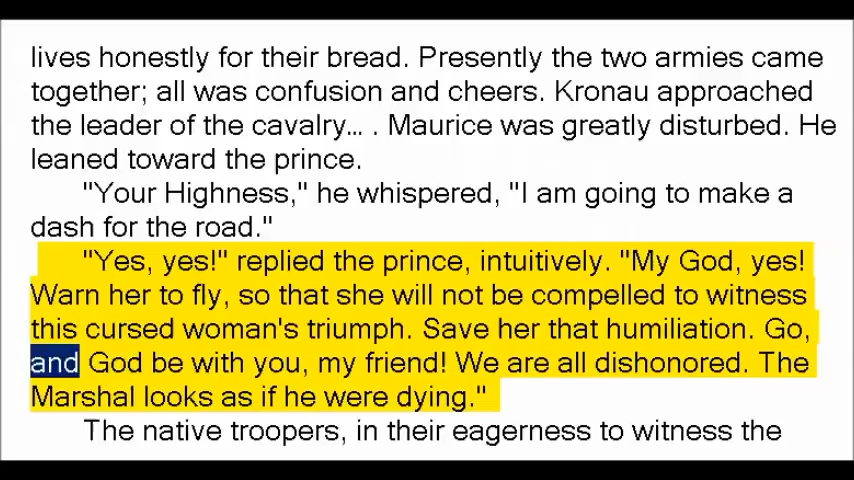 lives honestly for their bread. Presently the two armies came
together; all was confusion and cheers. Kronau approached
the leader of the cavalry... . Maurice was greatly disturbed. He
leaned toward the prince.
"Your Highness," he whispered, "I am going to make a
dash for the road."
"Yes, yes!" replied the prince, intuitively. "My God, yes!
Warn her to fly, so that she will not be compelled to witness
this cursed woman's triumph. Save her that humiliation. Go,
and God be with you, my friend! We are all dishonored. The
Marshal looks as if he were dying."
The native troopers, in their eagerness to witness the